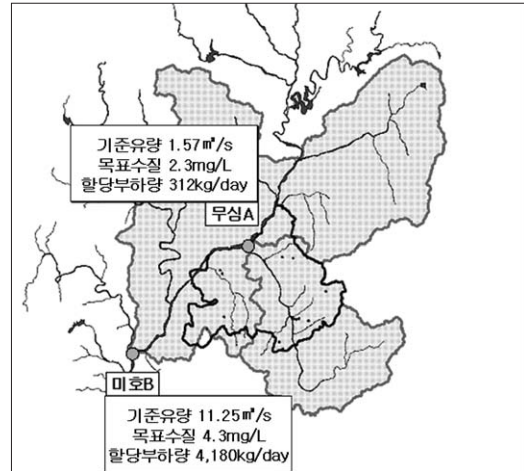 기준유량 1.57㎥/s
목표수질 2.3mg/L
할당부하량 312kg/day
무심A
미호B
기준유량 11.25㎥/s
목표수질 4.3mg/L
할당부하량 4,180kg/day